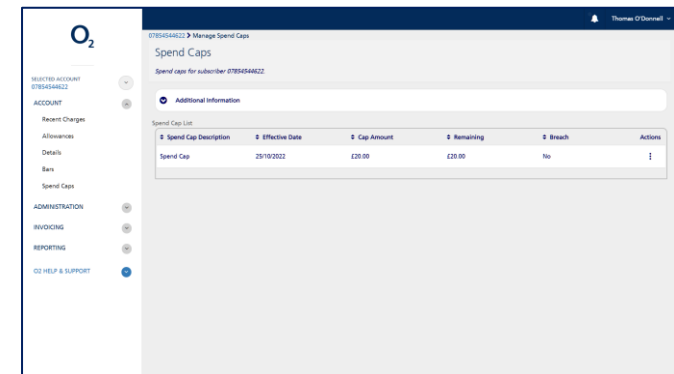 Thomas O'Donnell
O2
07854544622 > Manage Spend Caps
Spend Caps
Spend caps for subscriber 07854544622.
SELECTED ACCOUNT
07854544622
ACCOUNT
Recent Charges
Allowances
Details
Bars
Spend Caps
ADMINISTRATION
INVOICING
REPORTING
O2 HELP & SUPPORT
Additional Information
Spend Cap List
Spend Cap Description Effective Date Cap Amount Remaining Breach Actions
Spend Cap 25/10/2022 £20.00 £20.00 No